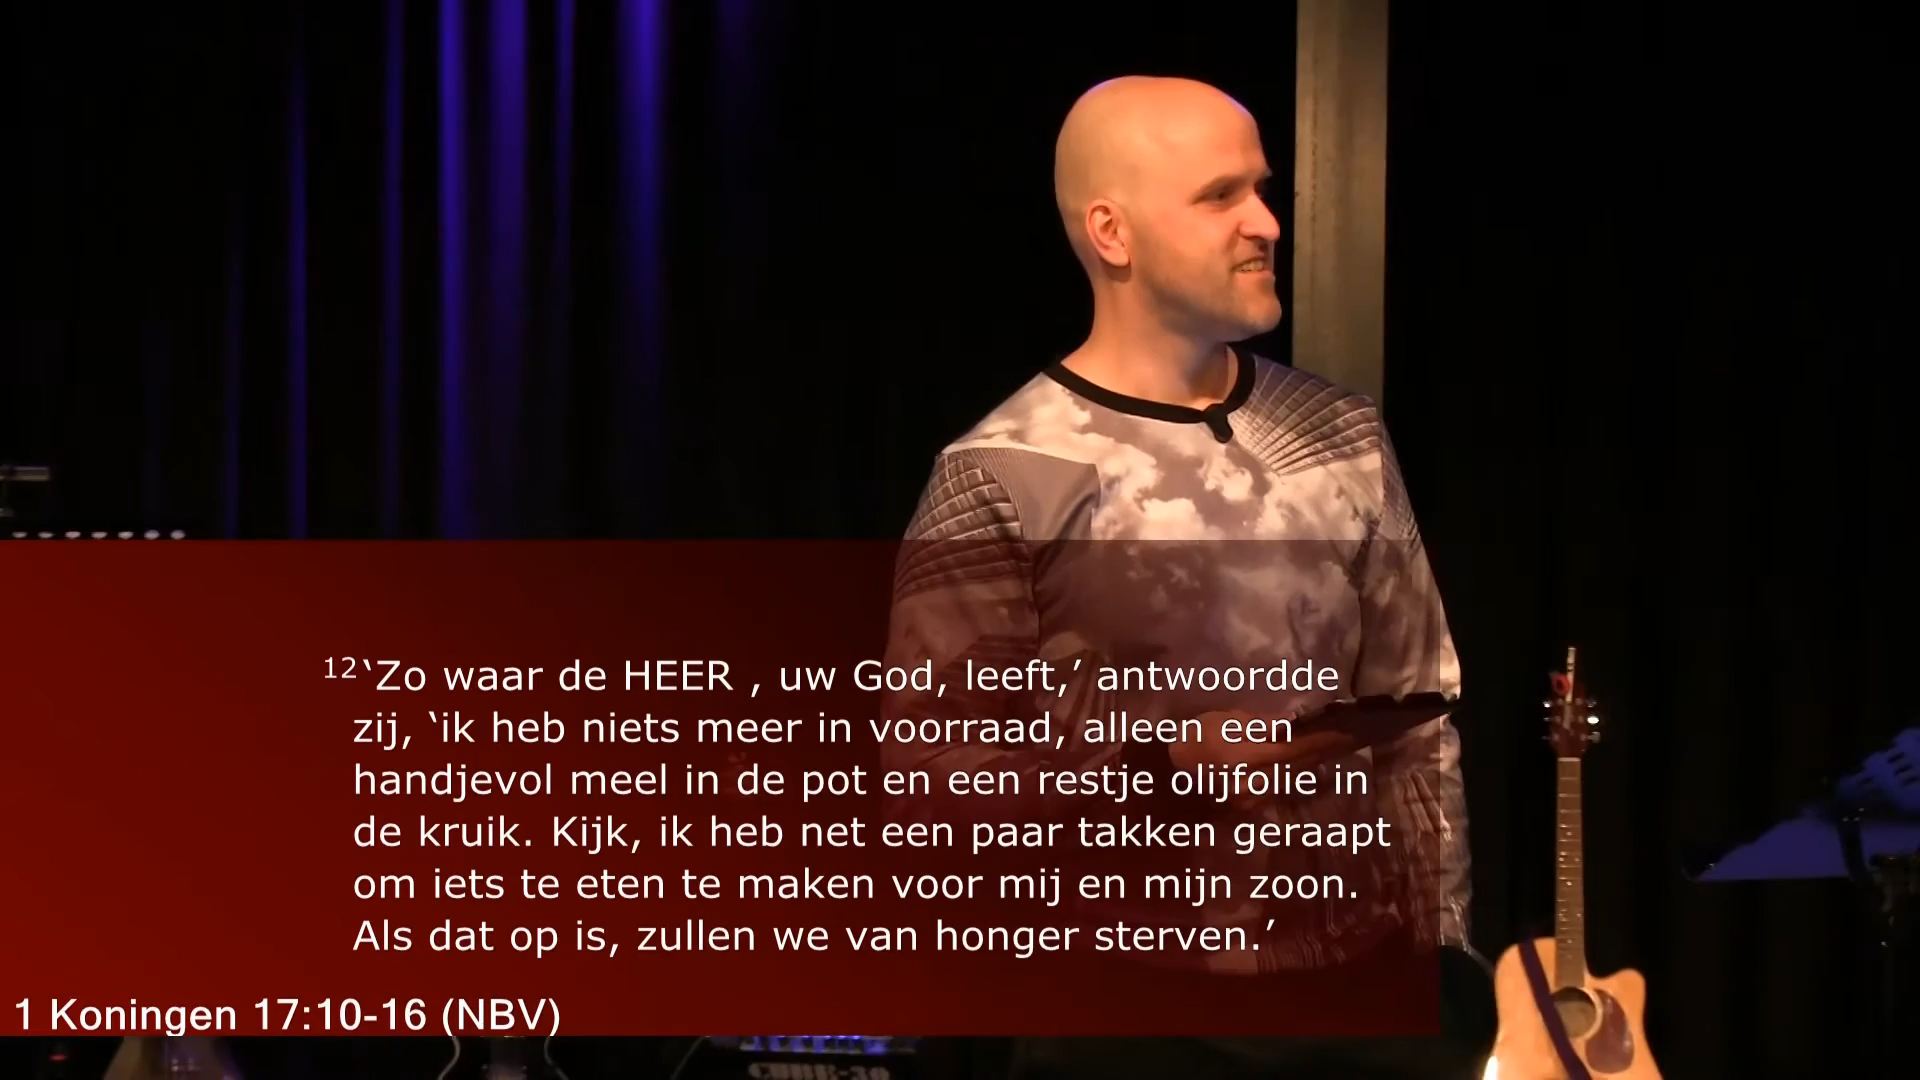 12‘Zo waar de HEER , uw God, leeft,’ antwoordde
zij, ‘ik heb niets meer in voorraad, alleen een
handjevol meel in de pot en een restje olijfolie in
de kruik. Kijk, ik heb net een paar takken geraapt
om iets te eten te maken voor mij en mijn zoon.
Als dat op is, zullen we van honger sterven.’
1 Koningen 17:10-16 (NBV)